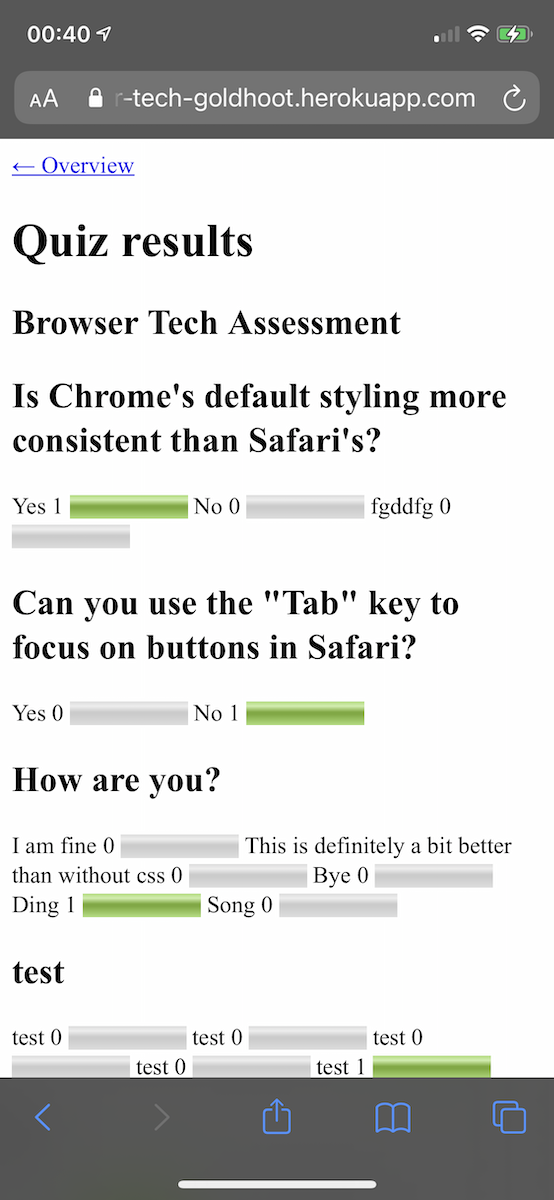 00:40
AA r-tech-goldhoot.herokuapp.com
← Overview
Quiz results
Browser Tech Assessment
Is Chrome's default styling more
consistent than Safari's?
Yes 1 No 0 fgddfg 0
Can you use the "Tab" key to
focus on buttons in Safari?
Yes 0 No 1
How are you?
I am fine 0 This is definitely a bit better
than without css 0 Bye 0
Ding 1 Song 0
test
test 0 test 0 test 0
test 0 test 1